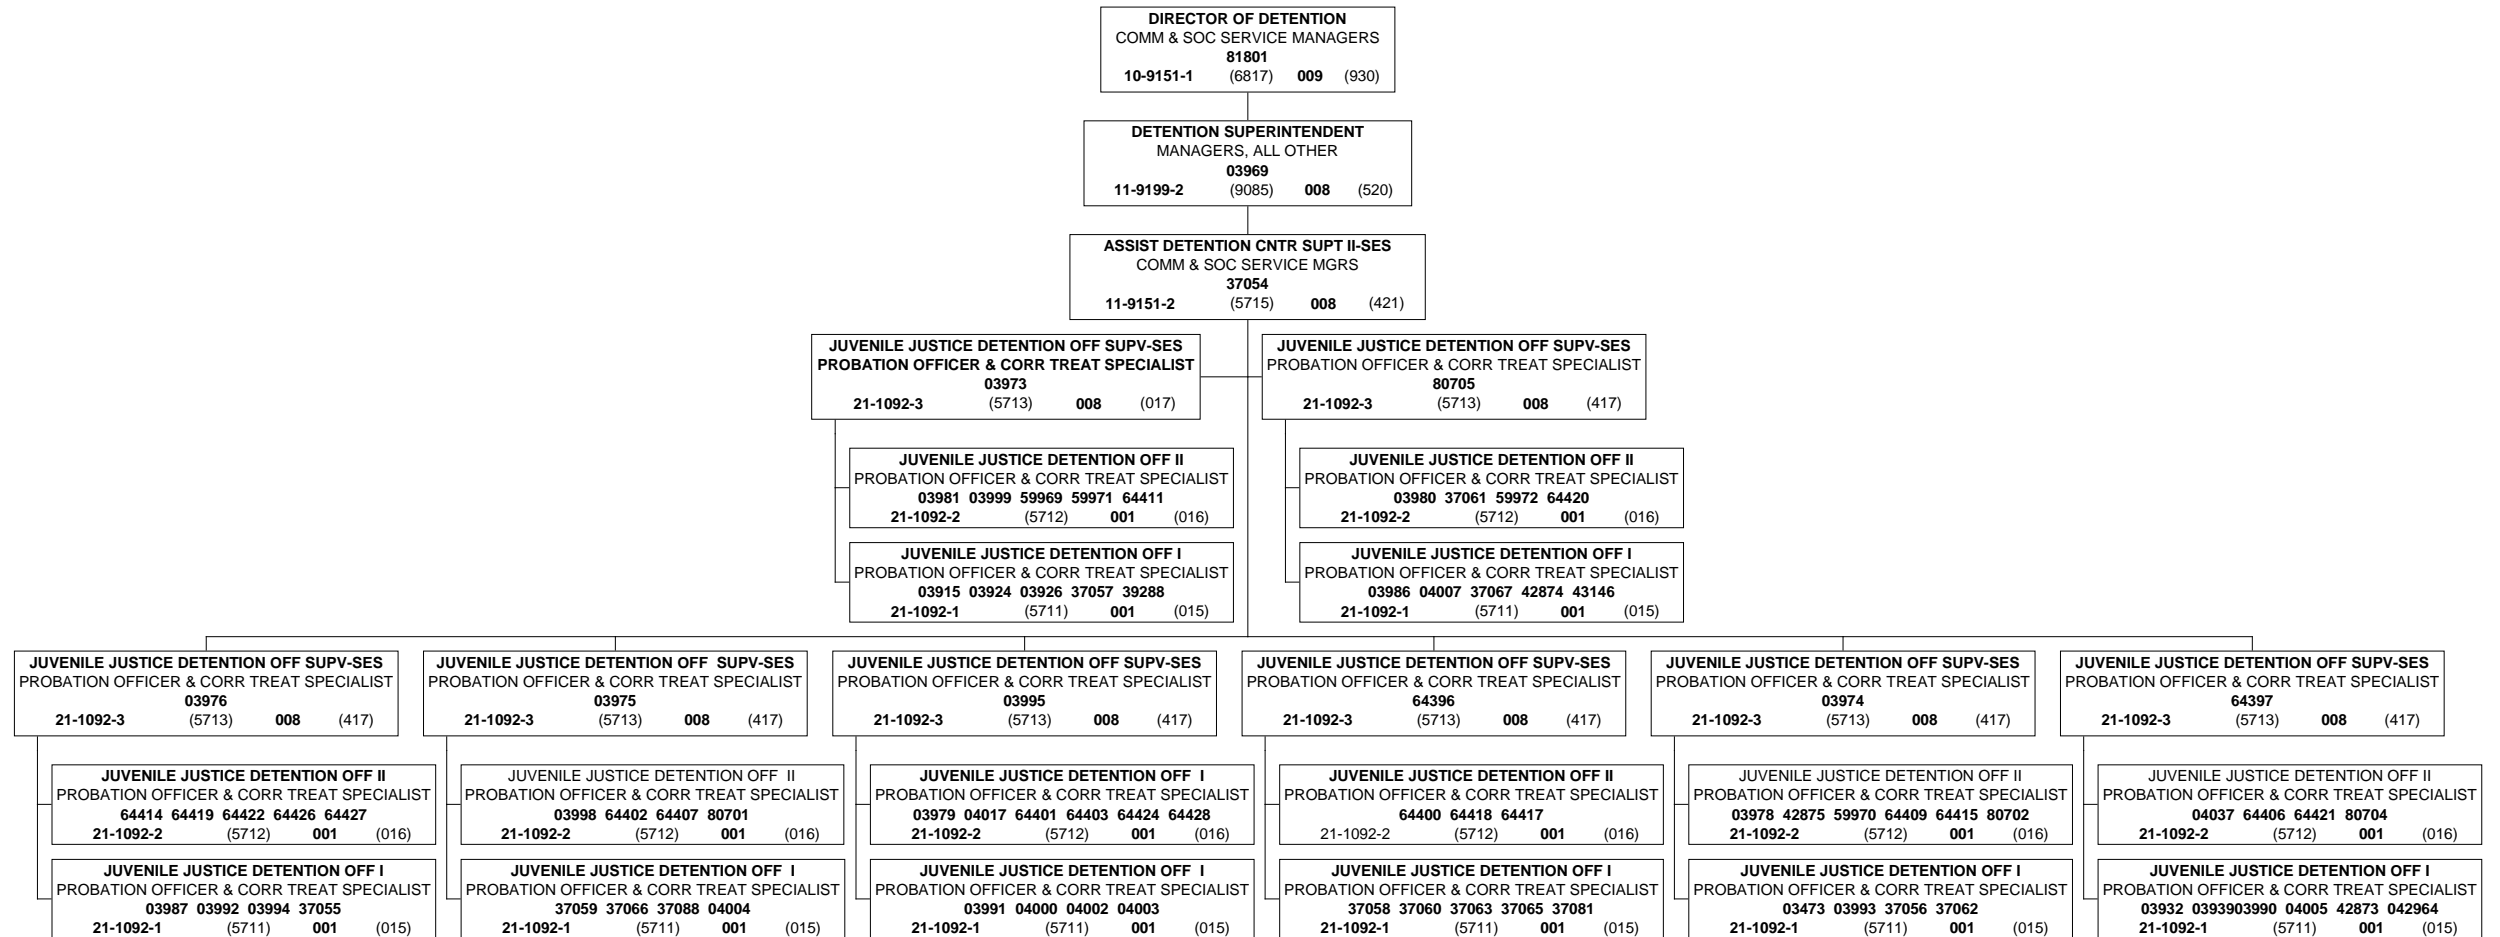 DIRECTOR OF DETENTION
COMM & SOC SERVICE MANAGERS
81801
10-9151-1 (6817) 009 (930)
DETENTION SUPERINTENDENT
MANAGERS, ALL OTHER
03969
11-9199-2 (9085) 008 (520)
ASSIST DETENTION CNTR SUPT II-SES
COMM & SOC SERVICE MGRS
37054
11-9151-2 (5715) 008 (421)
JUVENILE JUSTICE DETENTION OFF SUPV-SES
PROBATION OFFICER & CORR TREAT SPECIALIST
03973
21-1092-3 (5713) 008 (017)
JUVENILE JUSTICE DETENTION OFF II
PROBATION OFFICER & CORR TREAT SPECIALIST
03981 03999 59969 59971 64411
21-1092-2 (5712) 001 (016)
JUVENILE JUSTICE DETENTION OFF I
PROBATION OFFICER & CORR TREAT SPECIALIST
03915 03924 03926 37057 39288
21-1092-1 (5711) 001 (015)
JUVENILE JUSTICE DETENTION OFF SUPV-SES
PROBATION OFFICER & CORR TREAT SPECIALIST
80705
21-1092-3 (5713) 008 (417)
JUVENILE JUSTICE DETENTION OFF II
PROBATION OFFICER & CORR TREAT SPECIALIST
03980 37061 59972 64420
21-1092-2 (5712) 001 (016)
JUVENILE JUSTICE DETENTION OFF I
PROBATION OFFICER & CORR TREAT SPECIALIST
03986 04007 37067 42874 43146
21-1092-1 (5711) 001 (015)
JUVENILE JUSTICE DETENTION OFF SUPV-SES
PROBATION OFFICER & CORR TREAT SPECIALIST
03976
21-1092-3 (5713) 008 (417)
JUVENILE JUSTICE DETENTION OFF II
PROBATION OFFICER & CORR TREAT SPECIALIST
64414 64419 64422 64426 64427
21-1092-2 (5712) 001 (016)
JUVENILE JUSTICE DETENTION OFF I
PROBATION OFFICER & CORR TREAT SPECIALIST
03987 03992 03994 37055
21-1092-1 (5711) 001 (015)
JUVENILE JUSTICE DETENTION OFF SUPV-SES
PROBATION OFFICER & CORR TREAT SPECIALIST
03975
21-1092-3 (5713) 008 (417)
JUVENILE JUSTICE DETENTION OFF II
PROBATION OFFICER & CORR TREAT SPECIALIST
03998 64402 64407 80701
21-1092-2 (5712) 001 (016)
JUVENILE JUSTICE DETENTION OFF I
PROBATION OFFICER & CORR TREAT SPECIALIST
37059 37066 37088 04004
21-1092-1 (5711) 001 (015)
JUVENILE JUSTICE DETENTION OFF SUPV-SES
PROBATION OFFICER & CORR TREAT SPECIALIST
03995
21-1092-3 (5713) 008 (417)
JUVENILE JUSTICE DETENTION OFF I
PROBATION OFFICER & CORR TREAT SPECIALIST
03979 04017 64401 64403 64424 64428
21-1092-2 (5712) 001 (016)
JUVENILE JUSTICE DETENTION OFF I
PROBATION OFFICER & CORR TREAT SPECIALIST
03991 04000 04002 04003
21-1092-1 (5711) 001 (015)
JUVENILE JUSTICE DETENTION OFF SUPV-SES
PROBATION OFFICER & CORR TREAT SPECIALIST
64396
21-1092-3 (5713) 008 (417)
JUVENILE JUSTICE DETENTION OFF II
PROBATION OFFICER & CORR TREAT SPECIALIST
64400 64418 64417
21-1092-2 (5712) 001 (016)
JUVENILE JUSTICE DETENTION OFF I
PROBATION OFFICER & CORR TREAT SPECIALIST
37058 37060 37063 37065 37081
21-1092-1 (5711) 001 (015)
JUVENILE JUSTICE DETENTION OFF SUPV-SES
PROBATION OFFICER & CORR TREAT SPECIALIST
03974
21-1092-3 (5713) 008 (417)
JUVENILE JUSTICE DETENTION OFF II
PROBATION OFFICER & CORR TREAT SPECIALIST
03978 42875 59970 64409 64415 80702
21-1092-2 (5712) 001 (016)
JUVENILE JUSTICE DETENTION OFF I
PROBATION OFFICER & CORR TREAT SPECIALIST
03473 03993 37056 37062
21-1092-1 (5711) 001 (015)
JUVENILE JUSTICE DETENTION OFF SUPV-SES
PROBATION OFFICER & CORR TREAT SPECIALIST
64397
21-1092-3 (5713) 008 (417)
JUVENILE JUSTICE DETENTION OFF II
PROBATION OFFICER & CORR TREAT SPECIALIST
04037 64406 64421 80704
21-1092-2 (5712) 001 (016)
JUVENILE JUSTICE DETENTION OFF I
PROBATION OFFICER & CORR TREAT SPECIALIST
03932 0393903990 04005 42873 042964
21-1092-1 (5711) 001 (015)